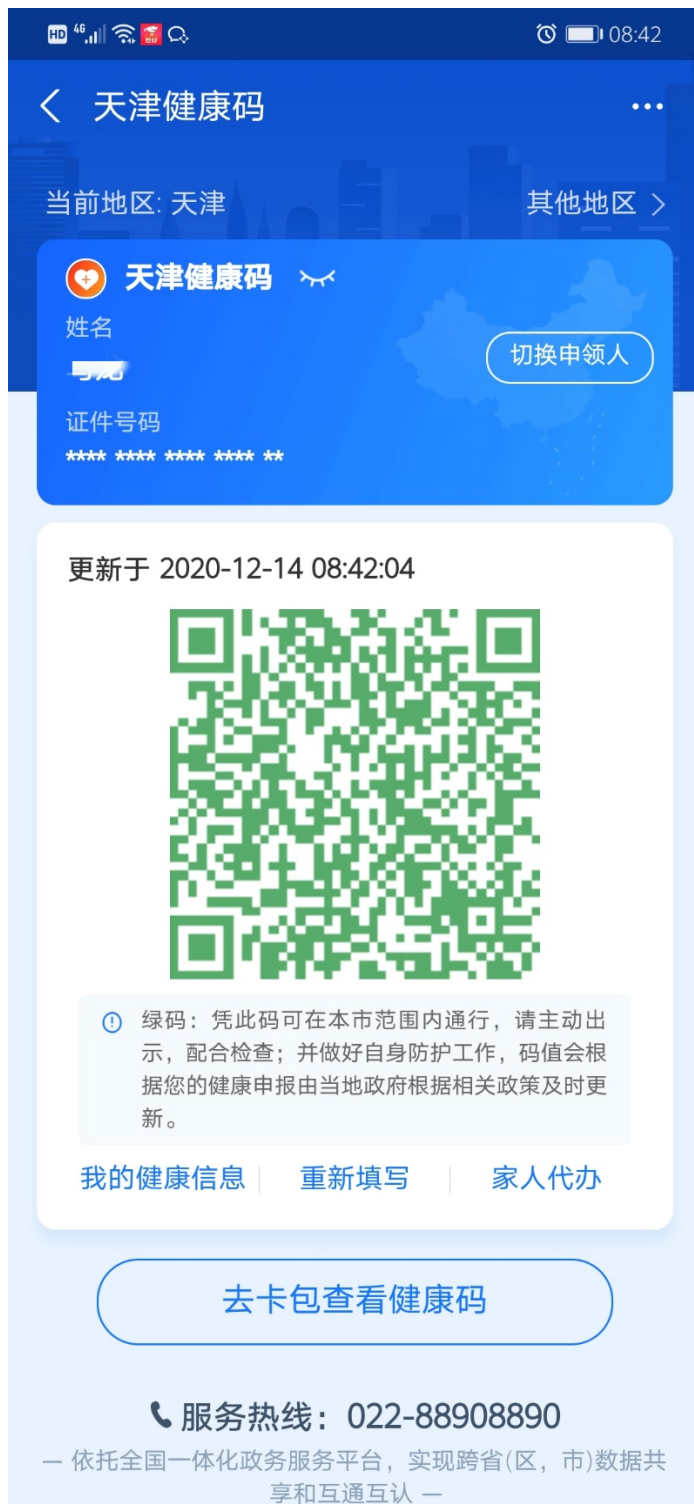 HD 4G 08:42
天津健康码
当前地区: 天津 其他地区
天津健康码
姓名
切换申领人
证件号码
**** **** **** **** **
更新于 2020-12-14 08:42:04
绿码：凭此码可在本市范围内通行，请主动出
示，配合检查；并做好自身防护工作，码值会根
据您的健康申报由当地政府根据相关政策及时更
新。
我的健康信息 重新填写 家人代办
去卡包查看健康码
服务热线：022-88908890
— 依托全国一体化政务服务平台，实现跨省(区，市)数据共
享和互通互认 —